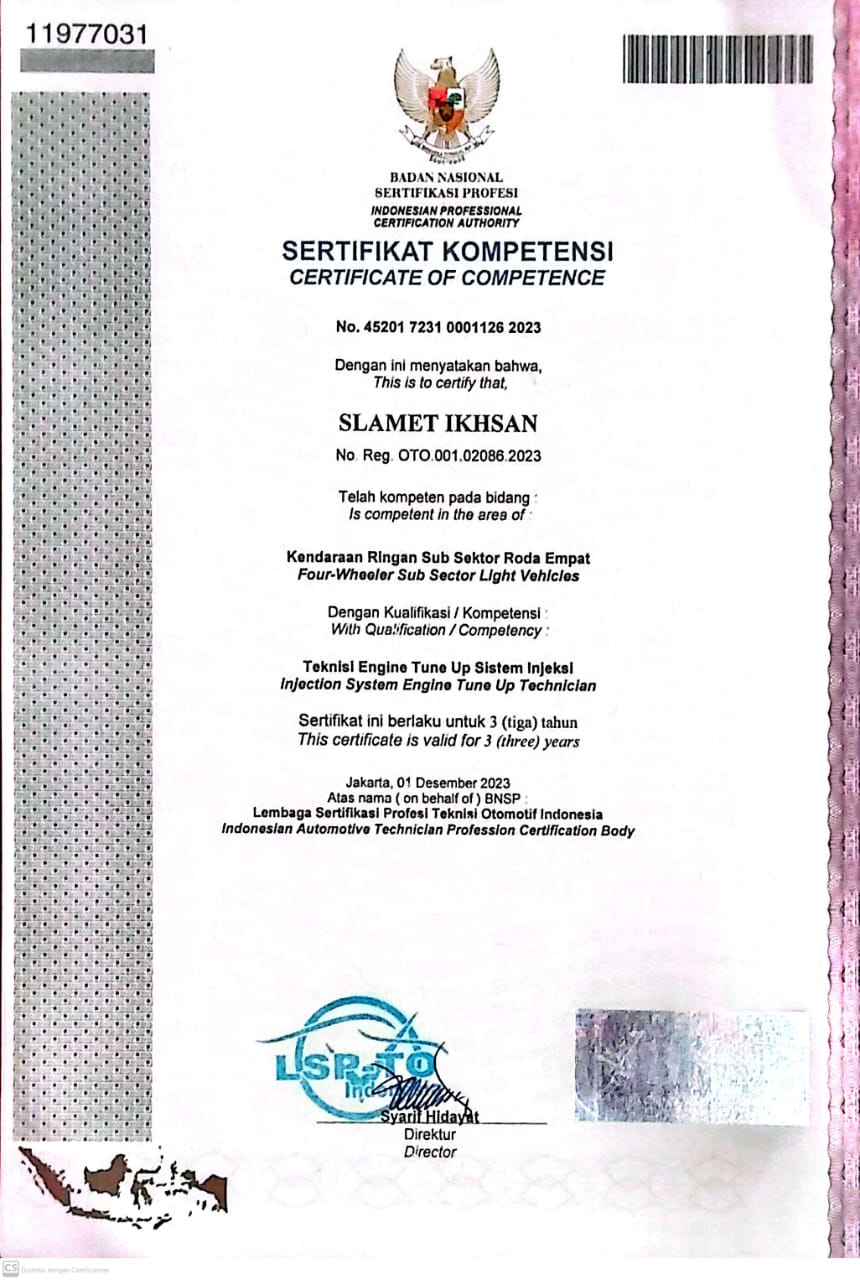 11977031
BADAN NASIONAL
SERTIFIKASI PROFESI
INDONESIAN PROFESSIONAL
CERTIFICATION AUTHORITY
SERTIFIKAT KOMPETENSI
CERTIFICATE OF COMPETENCE
No. 45201 7231 0001126 2023
Dengan ini menyatakan bahwa,
This is to certify that,
SLAMET IKHSAN
No. Reg. OTO.001.02086.2023
Telah kompeten pada bidang :
Is competent in the area of :
Kendaraan Ringan Sub Sektor Roda Empat
Four-Wheeler Sub Sector Light Vehicles
Dengan Kualifikasi / Kompetensi :
With Qualification / Competency :
Teknisi Engine Tune Up Sistem Injeksi
Injection System Engine Tune Up Technician
Sertifikat ini berlaku untuk 3 (tiga) tahun
This certificate is valid for 3 (three) years
Jakarta, 01 Desember 2023
Atas nama ( on behalf of ) BNSP :
Lembaga Sertifikasi Profesi Teknisi Otomotif Indonesia
Indonesian Automotive Technician Profession Certification Body
LSP-TO
Syarif Hidayat
Direktur
Director
CS Dipindai dengan CamScanner